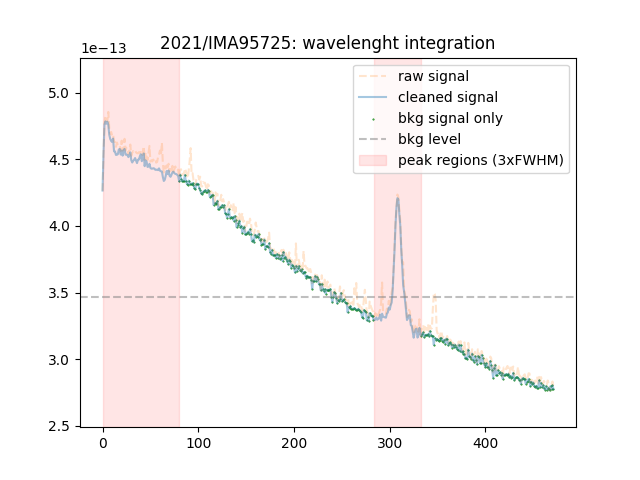 2021/IMA95725: wavelenght integration
1e−13
raw signal
cleaned signal
bkg signal only
bkg level
peak regions (3xFWHM)
5.0
4.5
4.0
3.5
3.0
2.5
0 100 200 300 400